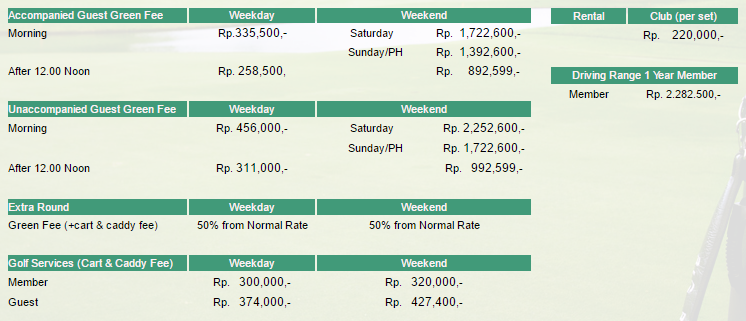 Accompanied Guest Green Fee Weekday Weekend
Morning Rp.335,500,- Saturday Rp. 1,722,600,-
Sunday/PH Rp. 1,392,600,-
After 12.00 Noon Rp. 258,500, Rp. 892,599,-
Unaccompanied Guest Green Fee Weekday Weekend
Morning Rp. 456,000,- Saturday Rp. 2,252,600,-
Sunday/PH Rp. 1,722,600,-
After 12.00 Noon Rp. 311,000,- Rp. 992,599,-
Extra Round Weekday Weekend
Green Fee (+cart & caddy fee) 50% from Normal Rate 50% from Normal Rate
Golf Services (Cart & Caddy Fee) Weekday Weekend
Member Rp. 300,000,- Rp. 320,000,-
Guest Rp. 374,000,- Rp. 427,400,-
Rental Club (per set)
Rp. 220,000,-
Driving Range 1 Year Member
Member Rp. 2.282.500,-